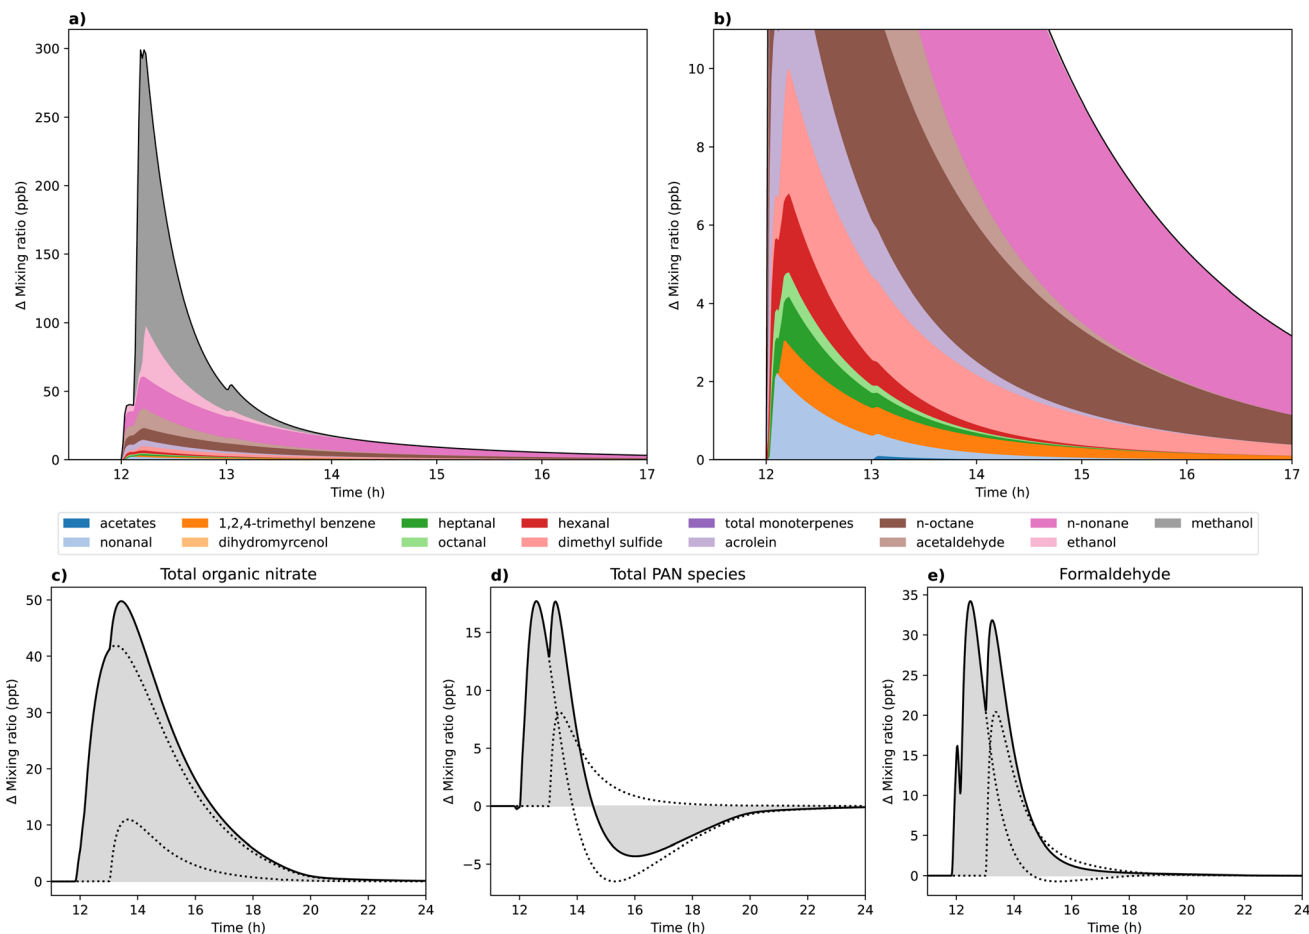 a)
300
250
200
150
100
50
0
Δ Mixing ratio (ppb)
12 13 14 15 16 17
Time (h)
b)
10
8
6
4
2
0
Δ Mixing ratio (ppb)
12 13 14 15 16 17
Time (h)
acetates 1,2,4-trimethyl benzene heptanal hexanal total monoterpenes n-octane n-nonane methanol
nonanal dihydromyrcenol octanal dimethyl sulfide acrolein acetaldehyde ethanol
c) Total organic nitrate
50
40
30
20
10
0
Δ Mixing ratio (ppt)
12 14 16 18 20 22 24
Time (h)
d) Total PAN species
15
10
5
0
−5
Δ Mixing ratio (ppt)
12 14 16 18 20 22 24
Time (h)
e) Formaldehyde
35
30
25
20
15
10
5
0
Δ Mixing ratio (ppt)
12 14 16 18 20 22 24
Time (h)